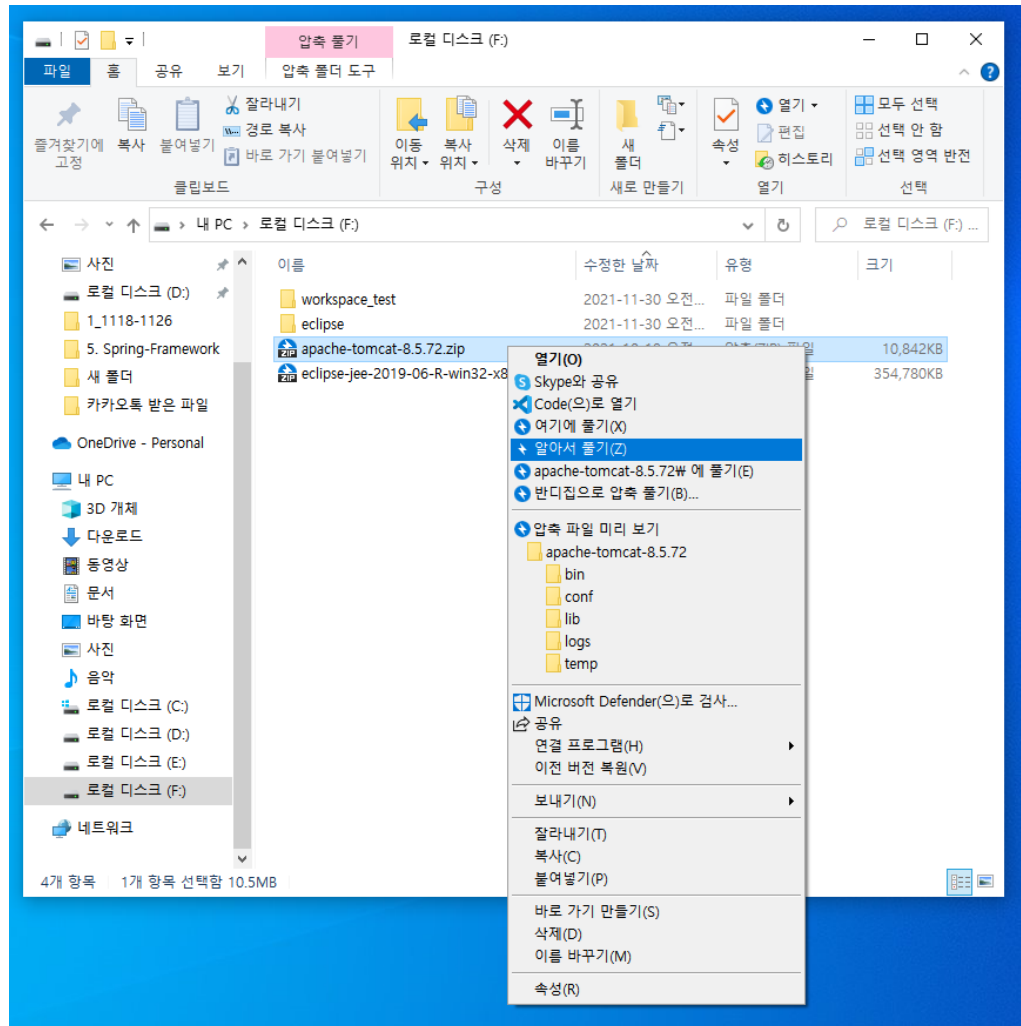 압축 풀기
로컬 디스크 (F:)
파일
홈
공유
보기
압축 폴더 도구
즐겨찾기에 고정
복사
붙여넣기
잘라내기
경로 복사
바로 가기 붙여넣기
클립보드
이동 위치
복사 위치
삭제
이름 바꾸기
구성
새 폴더
새로 만들기
속성
열기
편집
히스토리
열기
모두 선택
선택 안 함
선택 영역 반전
선택
내 PC > 로컬 디스크 (F:)
로컬 디스크 (F:) ...
사진
로컬 디스크 (D:)
1_1118-1126
5. Spring-Framework
새 폴더
카카오톡 받은 파일
OneDrive - Personal
내 PC
3D 개체
다운로드
동영상
문서
바탕 화면
사진
음악
로컬 디스크 (C:)
로컬 디스크 (D:)
로컬 디스크 (E:)
로컬 디스크 (F:)
네트워크
이름 수정한 날짜 유형 크기
workspace_test 2021-11-30 오전... 파일 폴더
eclipse 2021-11-30 오전... 파일 폴더
apache-tomcat-8.5.72.zip 10,842KB
eclipse-jee-2019-06-R-win32-x8 354,780KB
열기(O)
Skype와 공유
Code(으)로 열기
여기에 풀기(X)
알아서 풀기(Z)
apache-tomcat-8.5.72₩ 에 풀기(E)
반디집으로 압축 풀기(B)...
압축 파일 미리 보기
apache-tomcat-8.5.72
bin
conf
lib
logs
temp
Microsoft Defender(으)로 검사...
공유
연결 프로그램(H)
이전 버전 복원(V)
보내기(N)
잘라내기(T)
복사(C)
붙여넣기(P)
바로 가기 만들기(S)
삭제(D)
이름 바꾸기(M)
속성(R)
4개 항목 1개 항목 선택함 10.5MB